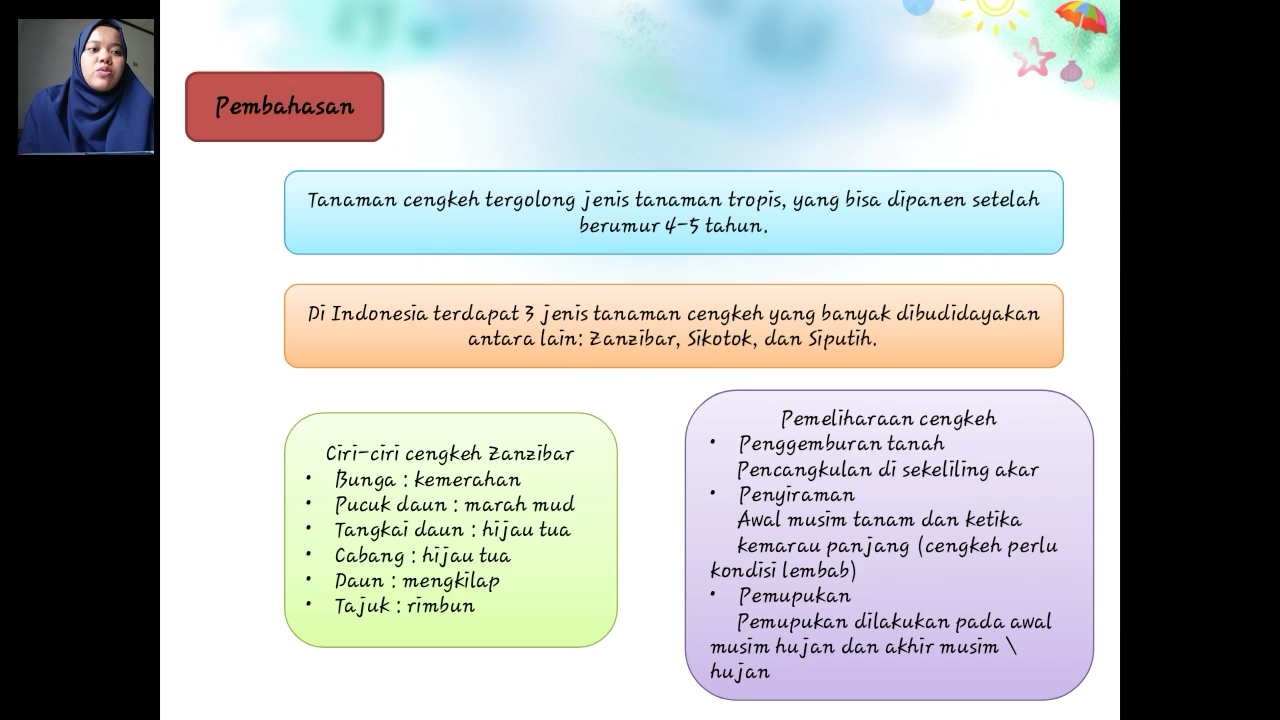 Pembahasan
Tanaman cengkeh tergolong jenis tanaman tropis, yang bisa dipanen setelah
berumur 4-5 tahun.
Di Indonesia terdapat 3 jenis tanaman cengkeh yang banyak dibudidayakan
antara lain: Zanzibar, Sikotok, dan Siputih.
Ciri-ciri cengkeh Zanzibar
• Bunga : kemerahan
• Pucuk daun : marah mud
• Tangkai daun : hijau tua
• Cabang : hijau tua
• Daun : mengkilap
• Tajuk : rimbun
Pemeliharaan cengkeh
• Penggemburan tanah
Pencangkulan di sekeliling akar
• Penyiraman
Awal musim tanam dan ketika
kemarau panjang (cengkeh perlu
kondisi lembab)
• Pemupukan
Pemupukan dilakukan pada awal
musim hujan dan akhir musim \
hujan